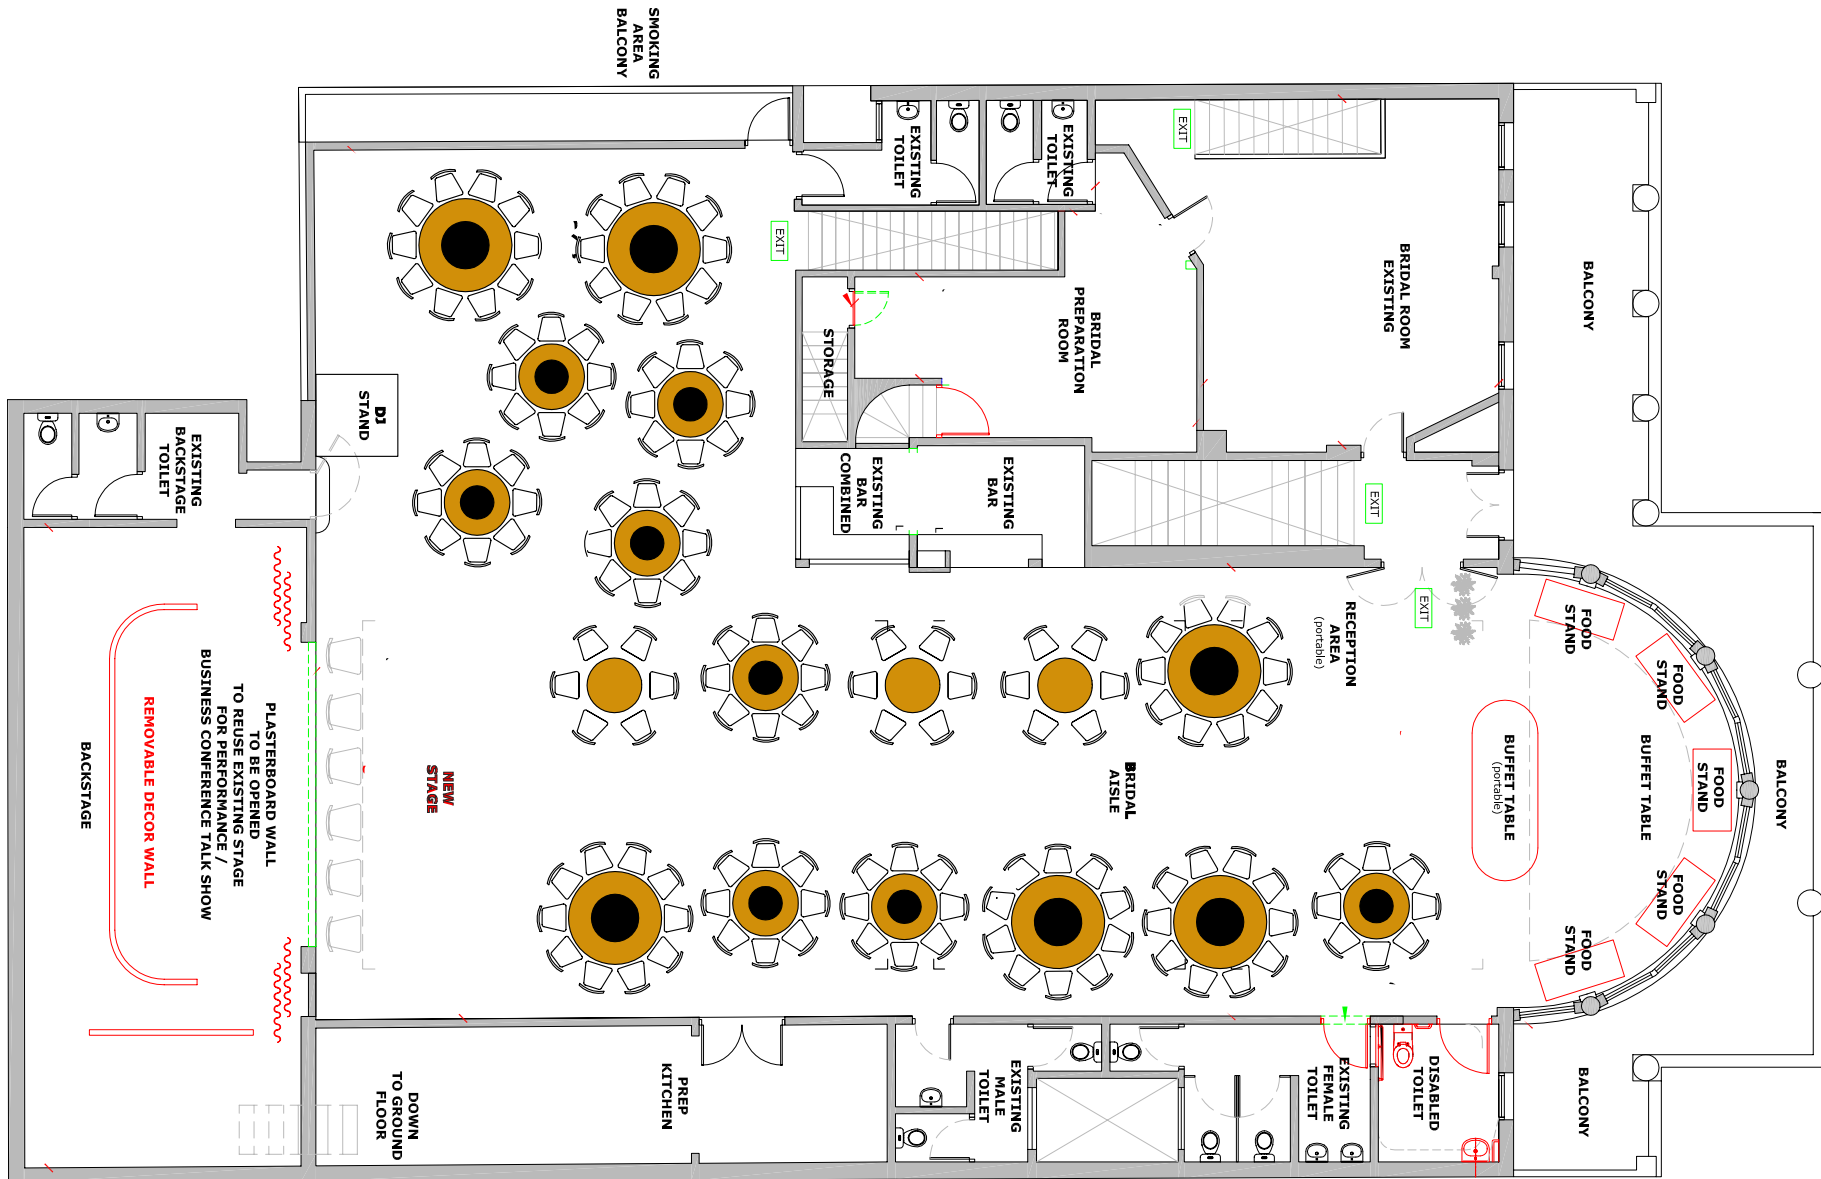 SMOKING
AREA
BALCONY
EXISTING
TOILET
EXISTING
TOILET
EXIT
EXIT
BRIDAL ROOM
EXISTING
BALCONY
BRIDAL
PREPARATION
ROOM
STORAGE
DJ
STAND
EXISTING
BACKSTAGE
TOILET
EXISTING
BAR
COMBINED
EXISTING
BAR
EXIT
EXIT
RECEPTION
AREA
(portable)
FOOD
STAND
FOOD
STAND
FOOD
STAND
FOOD
STAND
FOOD
STAND
BUFFET TABLE
(portable)
BUFFET TABLE
BALCONY
BRIDAL
AISLE
NEW
STAGE
PLASTERBOARD WALL
TO BE OPENED
TO REUSE EXISTING STAGE
FOR PERFORMANCE /
BUSINESS CONFERENCE TALK SHOW
REMOVABLE DECOR WALL
BACKSTAGE
DOWN
TO GROUND
FLOOR
PREP
KITCHEN
EXISTING
MALE
TOILET
EXISTING
FEMALE
TOILET
DISABLED
TOILET
BALCONY